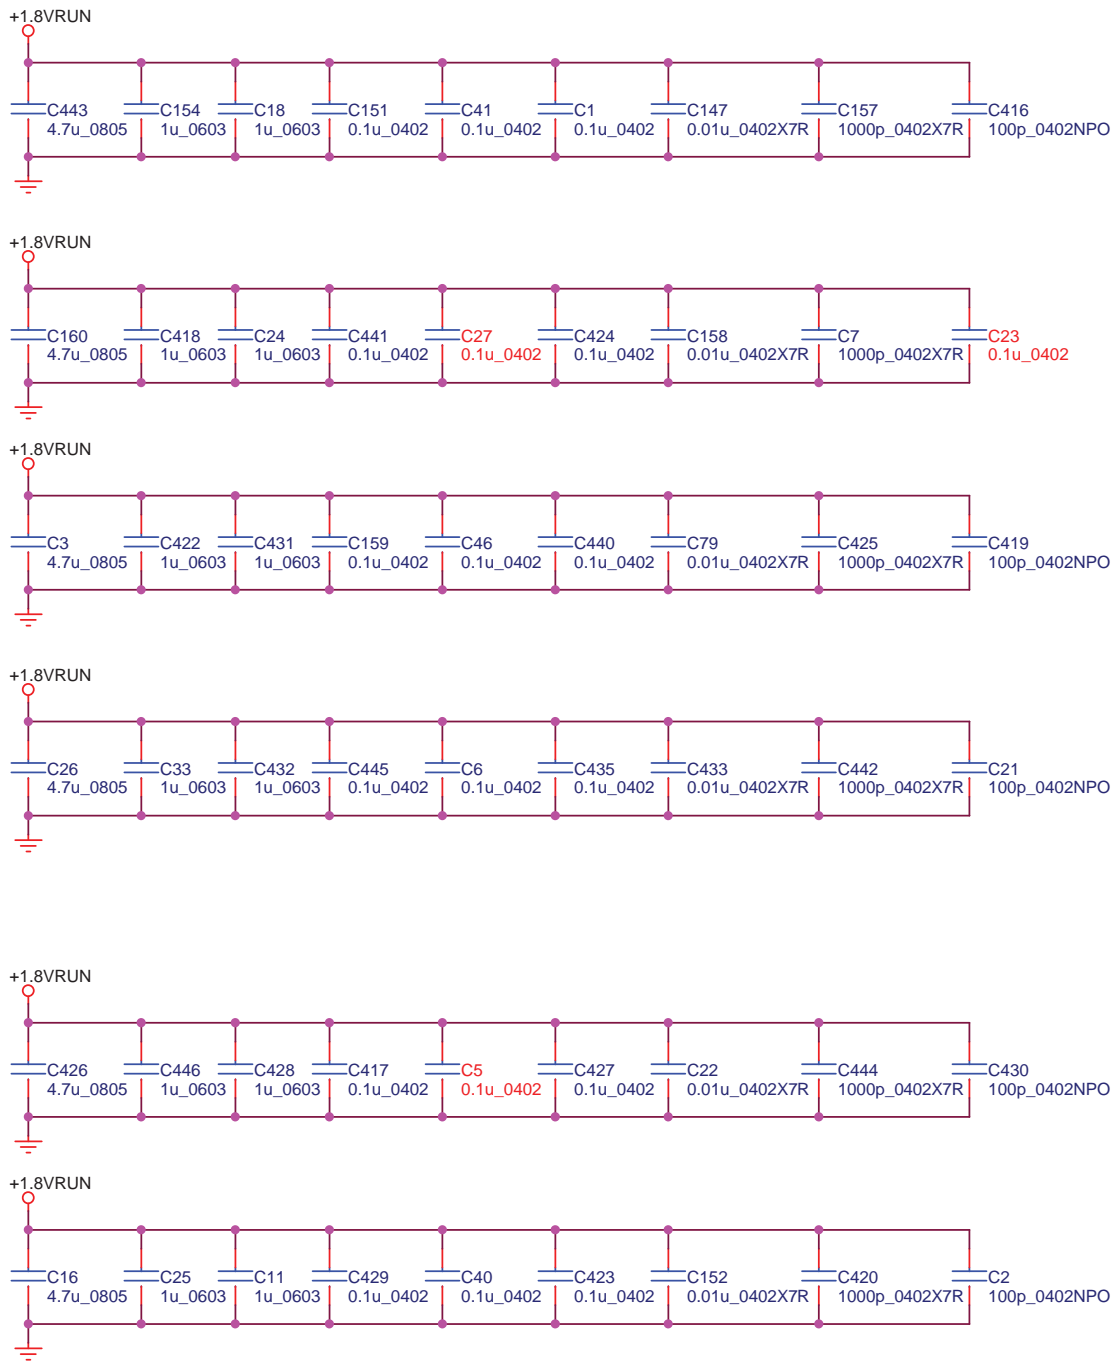 +1.8VRUN
C443 C154 C18 C151 C41 C1 C147 C157 C416
4.7u_0805 1u_0603 1u_0603 0.1u_0402 0.1u_0402 0.1u_0402 0.01u_0402X7R 1000p_0402X7R 100p_0402NPO
+1.8VRUN
C160 C418 C24 C441 C27 C424 C158 C7 C23
4.7u_0805 1u_0603 1u_0603 0.1u_0402 0.1u_0402 0.1u_0402 0.01u_0402X7R 1000p_0402X7R 0.1u_0402
+1.8VRUN
C3 C422 C431 C159 C46 C440 C79 C425 C419
4.7u_0805 1u_0603 1u_0603 0.1u_0402 0.1u_0402 0.1u_0402 0.01u_0402X7R 1000p_0402X7R 100p_0402NPO
+1.8VRUN
C26 C33 C432 C445 C6 C435 C433 C442 C21
4.7u_0805 1u_0603 1u_0603 0.1u_0402 0.1u_0402 0.1u_0402 0.01u_0402X7R 1000p_0402X7R 100p_0402NPO
+1.8VRUN
C426 C446 C428 C417 C5 C427 C22 C444 C430
4.7u_0805 1u_0603 1u_0603 0.1u_0402 0.1u_0402 0.1u_0402 0.01u_0402X7R 1000p_0402X7R 100p_0402NPO
+1.8VRUN
C16 C25 C11 C429 C40 C423 C152 C420 C2
4.7u_0805 1u_0603 1u_0603 0.1u_0402 0.1u_0402 0.1u_0402 0.01u_0402X7R 1000p_0402X7R 100p_0402NPO